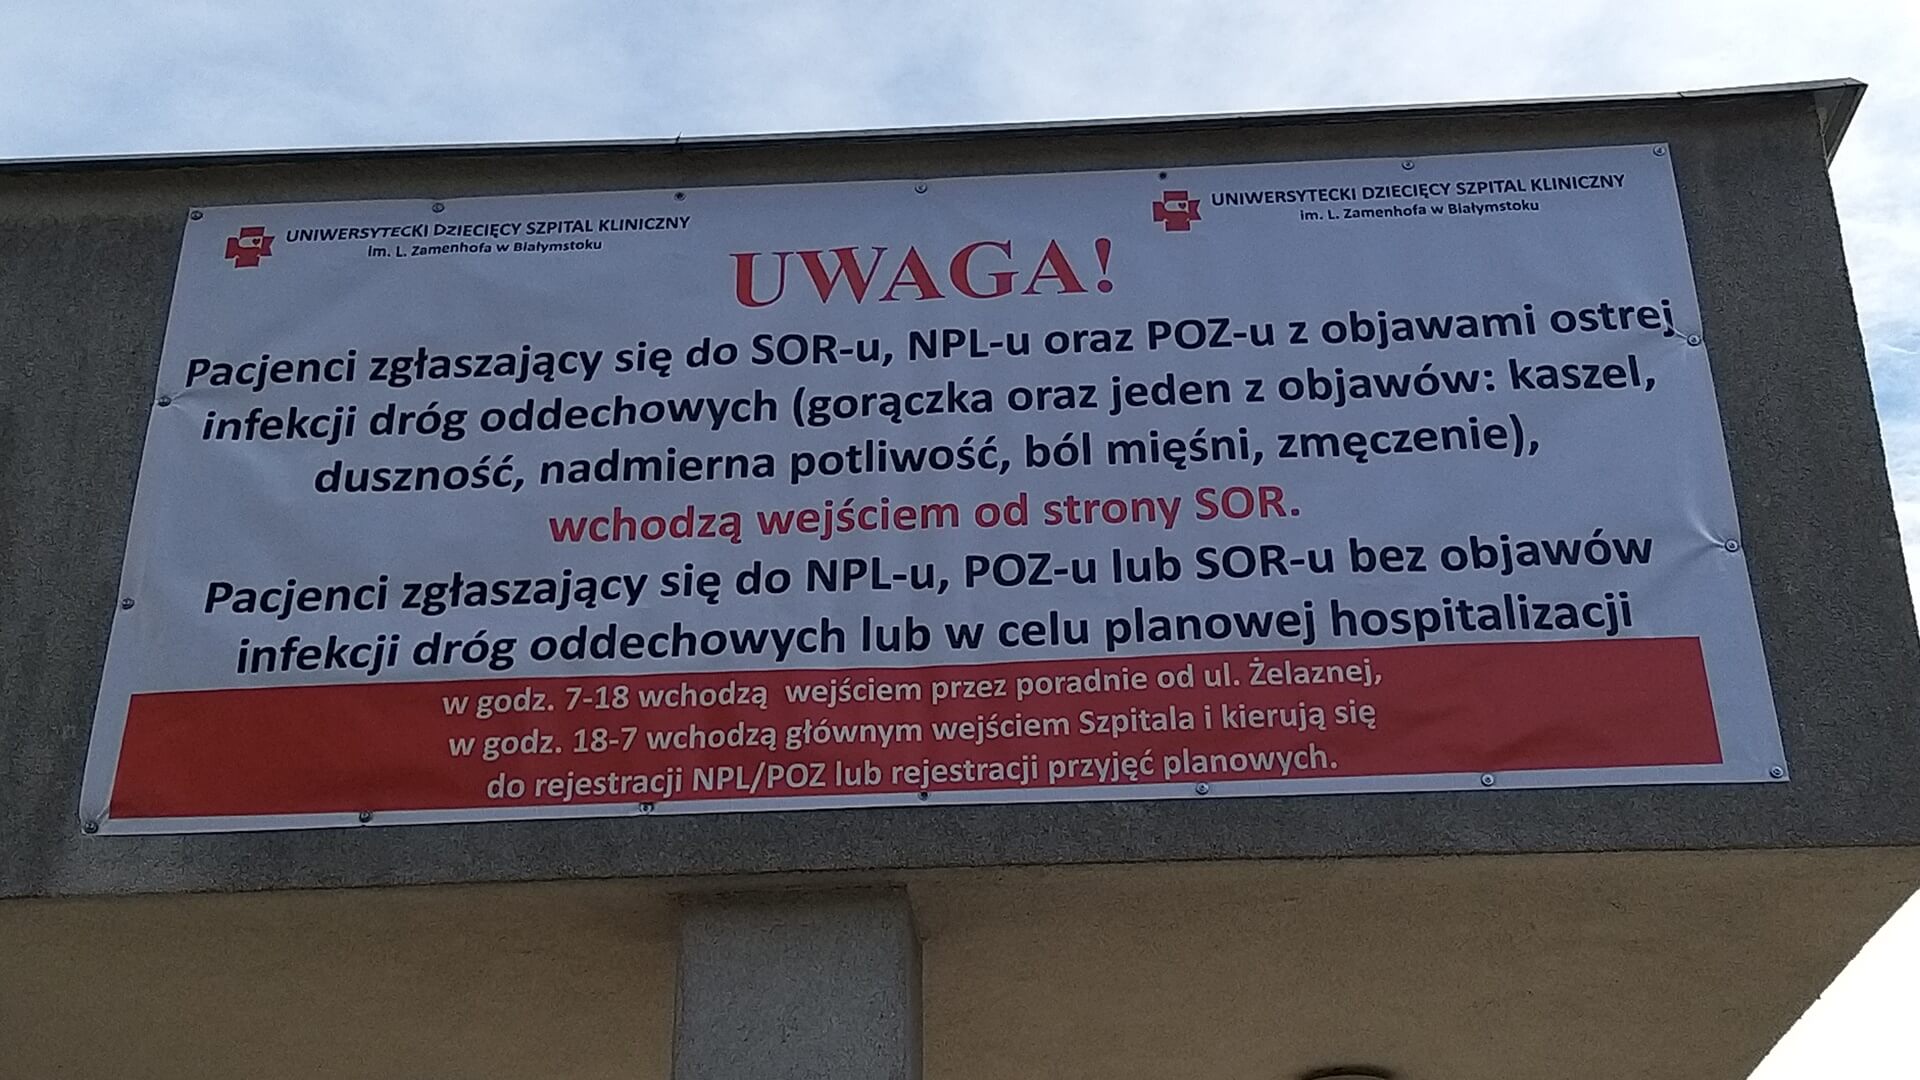 UNIWERSYTECKI DZIECIĘCY SZPITAL KLINICZNY
im. L. Zamenhofa w Białymstoku
UNIWERSYTECKI DZIECIĘCY SZPITAL KLINICZNY
im. L. Zamenhofa w Białymstoku
UWAGA!
Pacjenci zgłaszający się do SOR-u, NPL-u oraz POZ-u z objawami ostrej
infekcji dróg oddechowych (gorączka oraz jeden z objawów: kaszel,
duszność, nadmierna potliwość, ból mięśni, zmęczenie),
wchodzą wejściem od strony SOR.
Pacjenci zgłaszający się do NPL-u, POZ-u lub SOR-u bez objawów
infekcji dróg oddechowych lub w celu planowej hospitalizacji
w godz. 7-18 wchodzą wejściem przez poradnie od ul. Żelaznej,
w godz. 18-7 wchodzą głównym wejściem Szpitala i kierują się
do rejestracji NPL/POZ lub rejestracji przyjęć planowych.